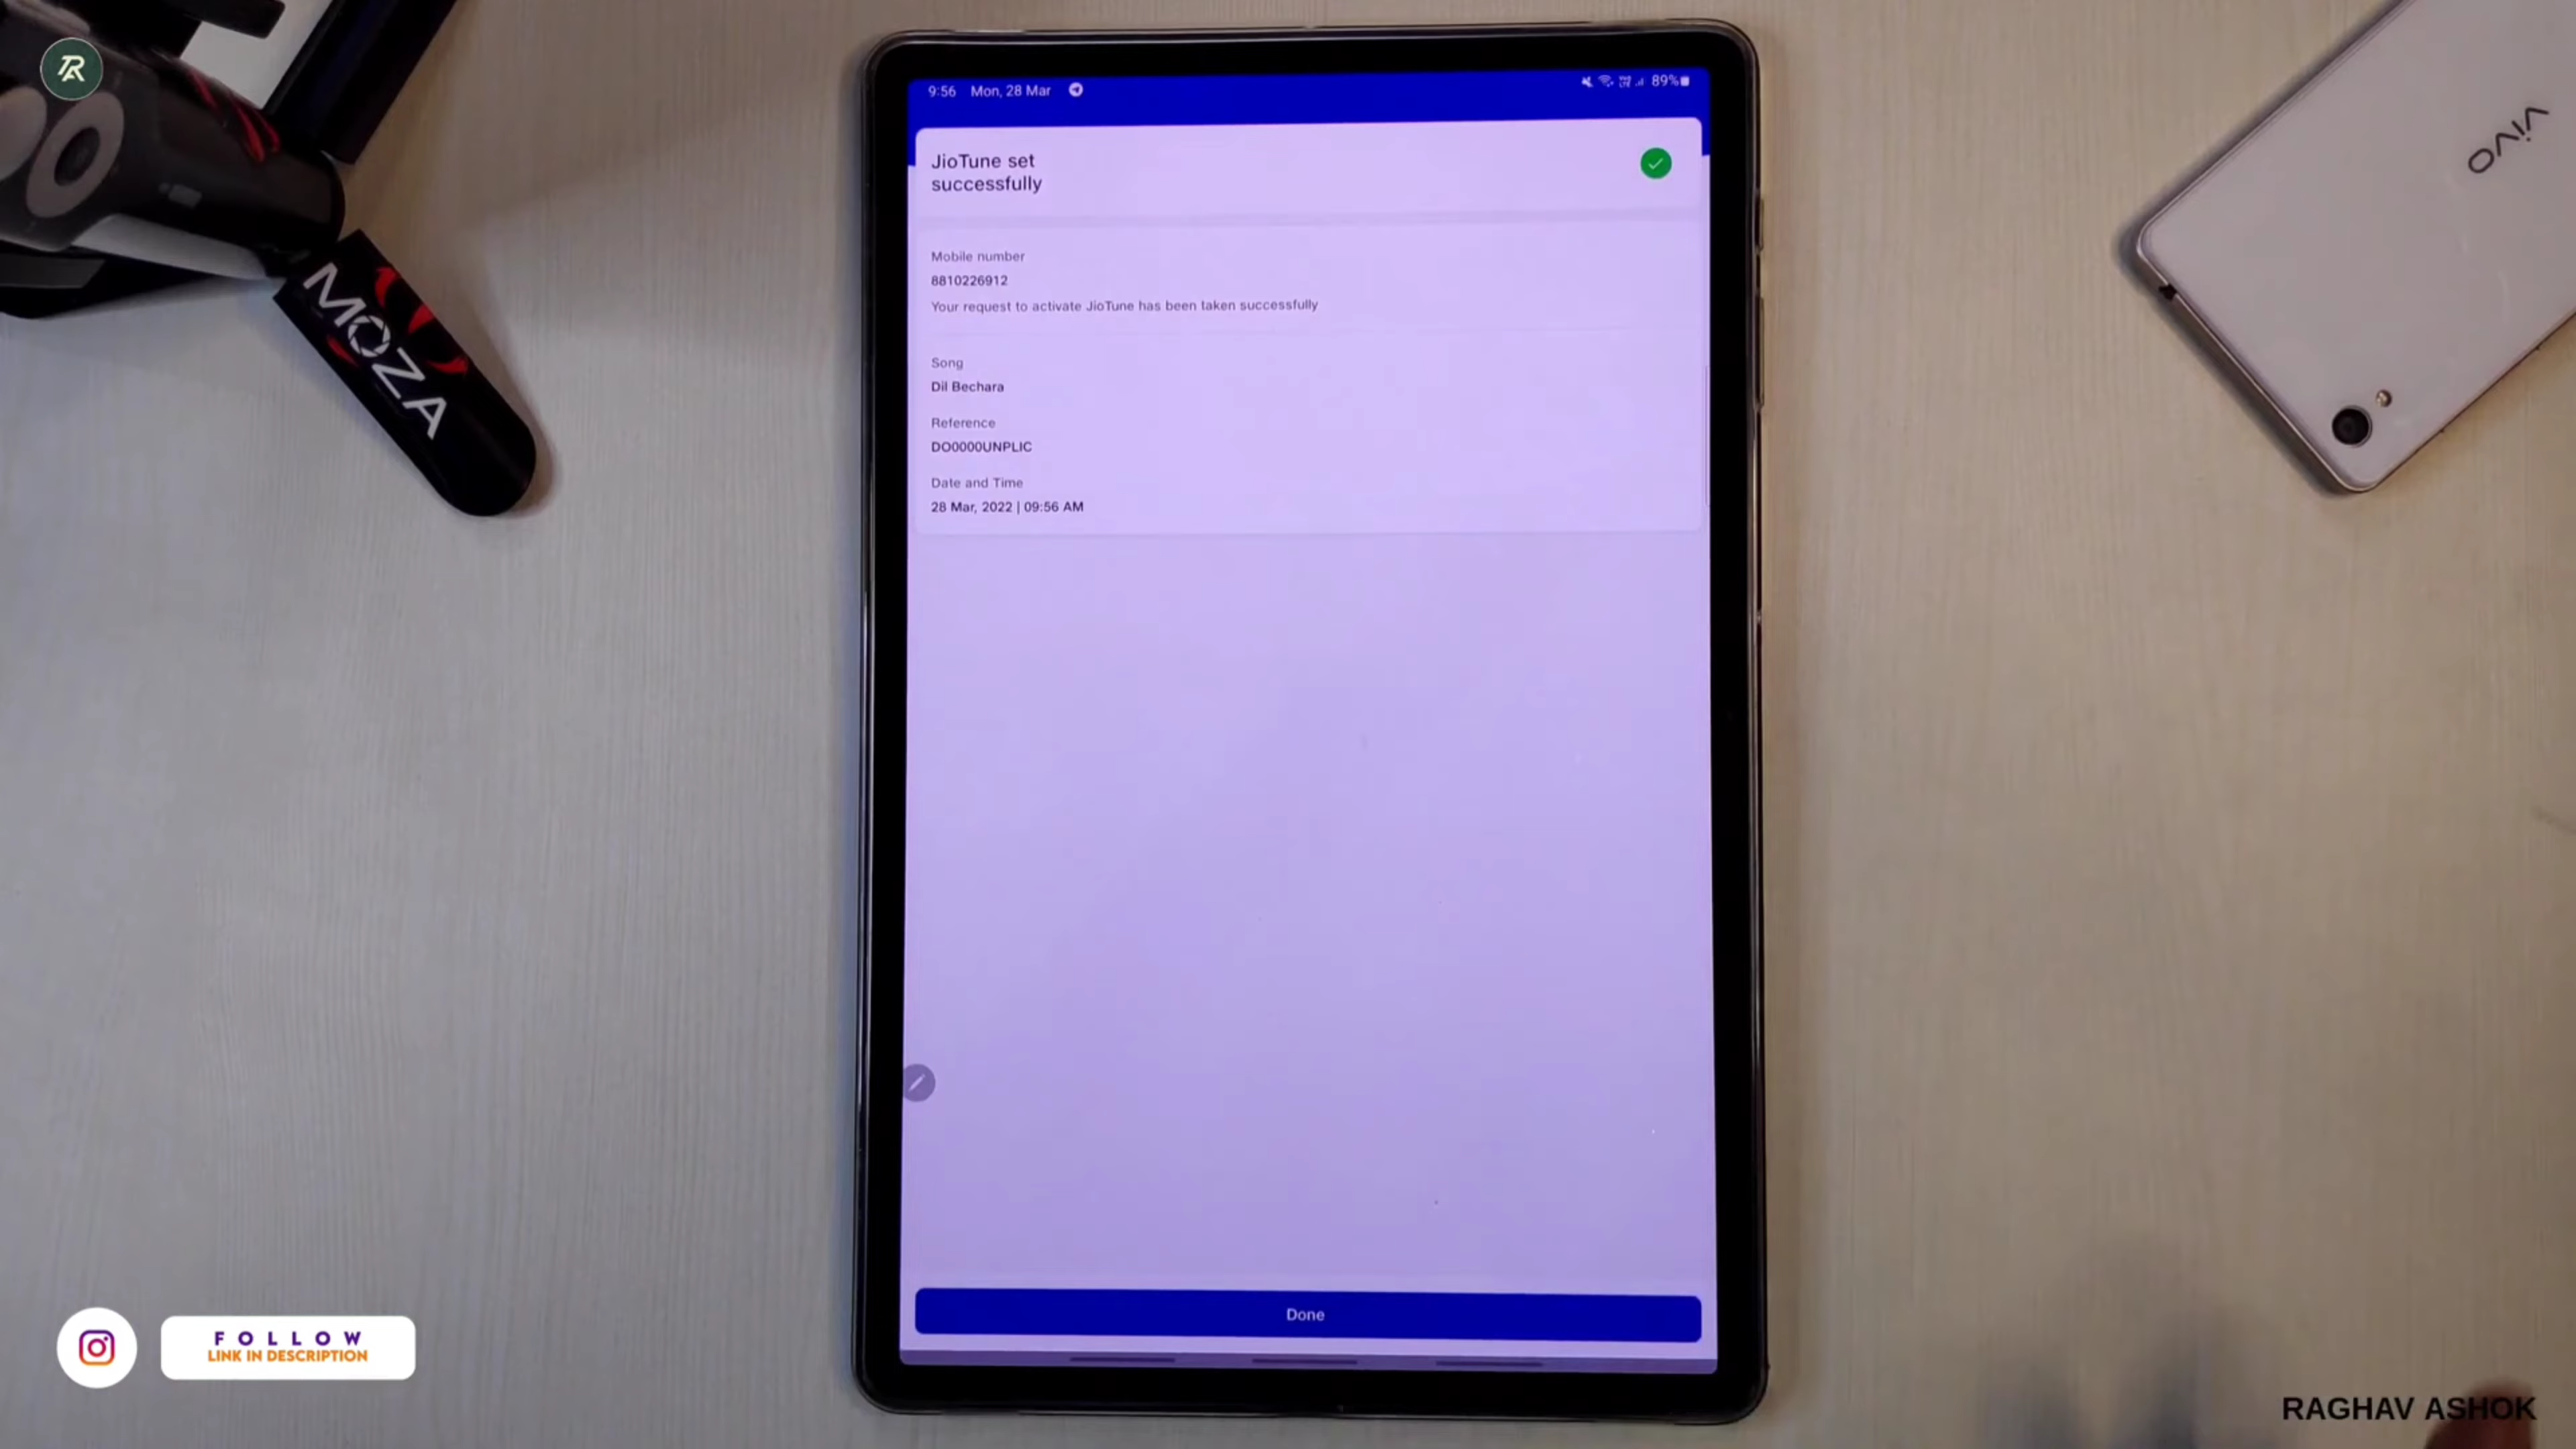 9:56 Mon, 28 Mar
89%
JioTune set
successfully
Mobile number
8810226912
Your request to activate JioTune has been taken successfully
Song
Dil Bechara
Reference
DO0000UNPLIC
Date and Time
28 Mar, 2022 | 09:56 AM
Done
MOZA
vivo
FOLLOW
LINK IN DESCRIPTION
RAGHAV ASHOK